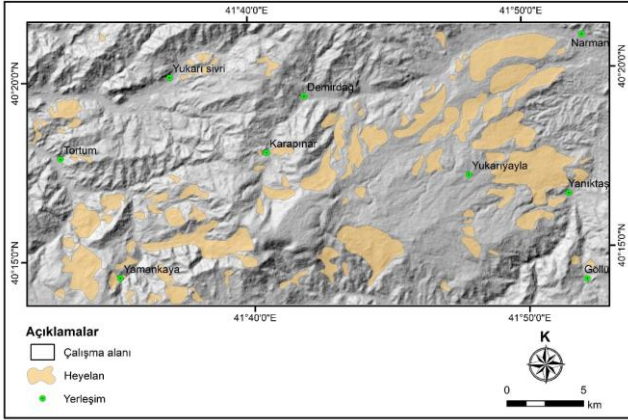 41°40'0"E
41°50'0"E
40°20'0"N
40°20'0"N
Narman
Yukarı sivri
Demirdağ
Tortum
Karapınar
Yukarıyayla
Yanıktaş
40°15'0"N
40°15'0"N
Yamankaya
Göllü
41°40'0"E
41°50'0"E
Açıklamalar
Çalışma alanı
Heyelan
Yerleşim
K
0 5
km